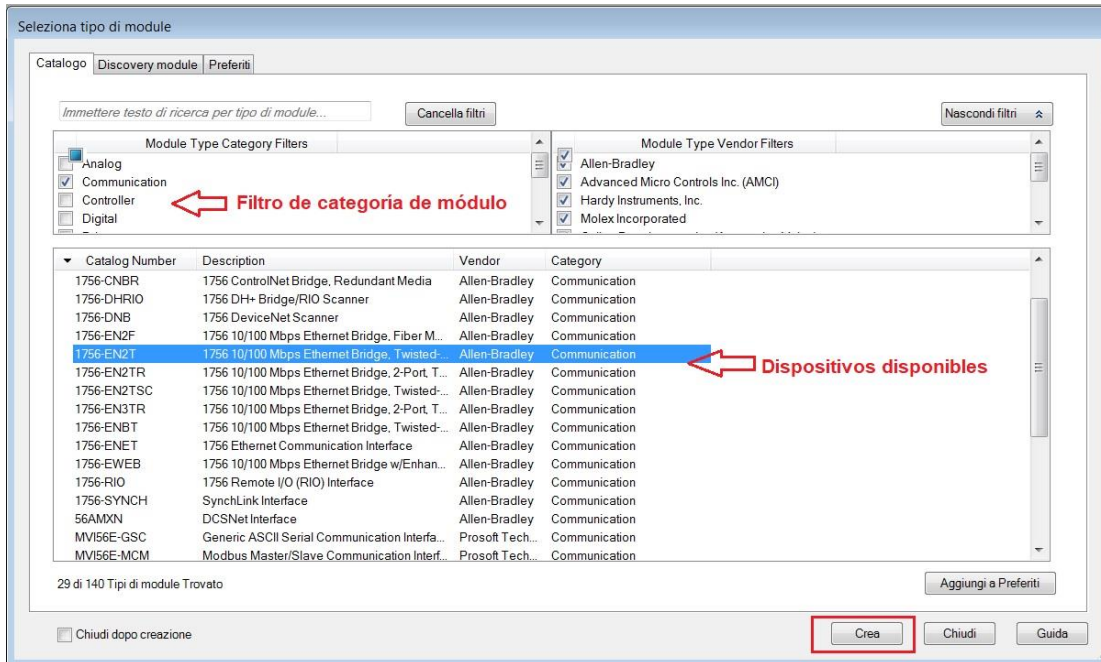 Seleziona tipo di module
Catalogo Discovery module Preferiti
Immettere testo di ricerca per tipo di module...
Cancella filtri
Nascondi filtri
Module Type Category Filters
Analog
Communication
Controller
Digital
Filtro de categoría de módulo
Module Type Vendor Filters
Allen-Bradley
Advanced Micro Controls Inc. (AMCI)
Hardy Instruments, Inc.
Molex Incorporated
Catalog Number Description Vendor Category
1756-CNBR 1756 ControlNet Bridge, Redundant Media Allen-Bradley Communication
1756-DHRIO 1756 DH+ Bridge/RIO Scanner Allen-Bradley Communication
1756-DNB 1756 DeviceNet Scanner Allen-Bradley Communication
1756-EN2F 1756 10/100 Mbps Ethernet Bridge, Fiber M... Allen-Bradley Communication
1756-EN2T 1756 10/100 Mbps Ethernet Bridge, Twisted-... Allen-Bradley Communication
1756-EN2TR 1756 10/100 Mbps Ethernet Bridge, 2-Port, T... Allen-Bradley Communication
1756-EN2TSC 1756 10/100 Mbps Ethernet Bridge, Twisted-... Allen-Bradley Communication
1756-EN3TR 1756 10/100 Mbps Ethernet Bridge, 2-Port, T... Allen-Bradley Communication
1756-ENBT 1756 10/100 Mbps Ethernet Bridge, Twisted-... Allen-Bradley Communication
1756-ENET 1756 Ethernet Communication Interface Allen-Bradley Communication
1756-EWEB 1756 10/100 Mbps Ethernet Bridge w/Enhan... Allen-Bradley Communication
1756-RIO 1756 Remote I/O (RIO) Interface Allen-Bradley Communication
1756-SYNCH SynchLink Interface Allen-Bradley Communication
56AMXN DCSNet Interface Allen-Bradley Communication
MVI56E-GSC Generic ASCII Serial Communication Interfa... Prosoft Tech... Communication
MVI56E-MCM Modbus Master/Slave Communication Interf... Prosoft Tech... Communication
Dispositivos disponibles
29 di 140 Tipi di module Trovato
Aggiungi a Preferiti
Chiudi dopo creazione
Crea
Chiudi
Guida